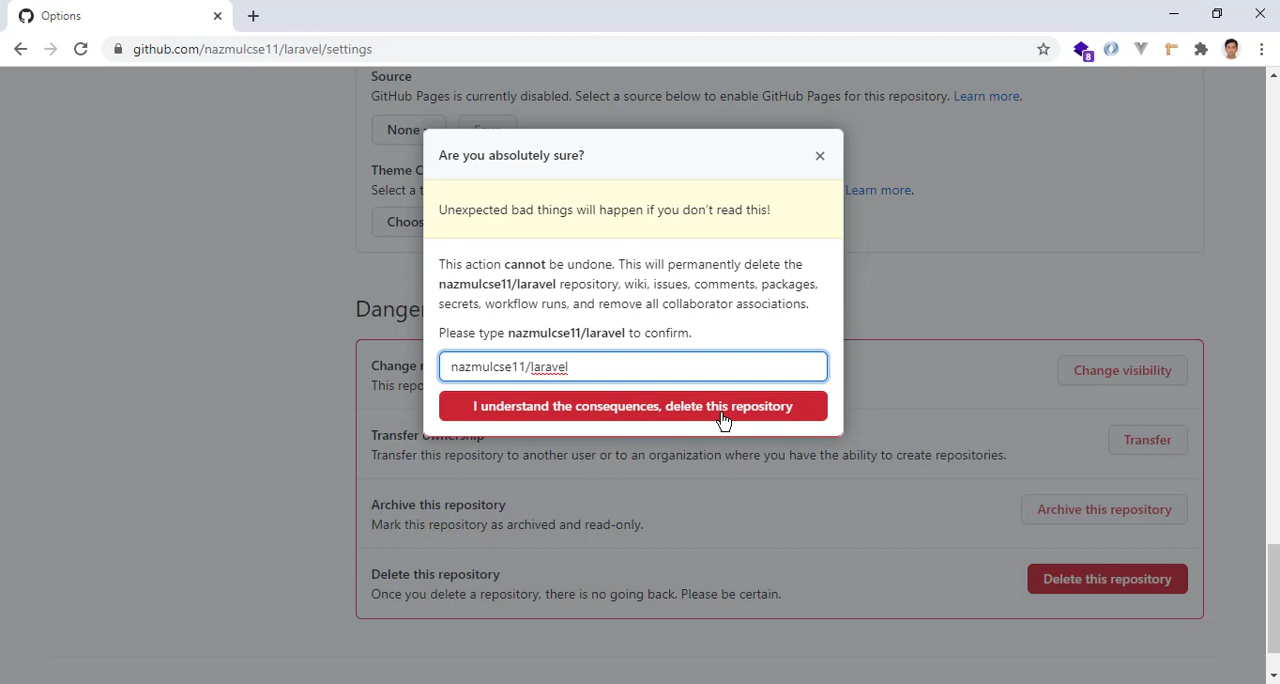 Options
github.com/nazmulcse11/laravel/settings
8
Source
GitHub Pages is currently disabled. Select a source below to enable GitHub Pages for this repository. Learn more.
None
Save
Theme C
Select a t
Learn more.
Choos
Are you absolutely sure?
Unexpected bad things will happen if you don't read this!
This action cannot be undone. This will permanently delete the
nazmulcse11/laravel repository, wiki, issues, comments, packages,
secrets, workflow runs, and remove all collaborator associations.
Please type nazmulcse11/laravel to confirm.
nazmulcse11/laravel
I understand the consequences, delete this repository
Dange
Change
This repo
Change visibility
Transfer ownership
Transfer this repository to another user or to an organization where you have the ability to create repositories.
Transfer
Archive this repository
Mark this repository as archived and read-only.
Archive this repository
Delete this repository
Once you delete a repository, there is no going back. Please be certain.
Delete this repository